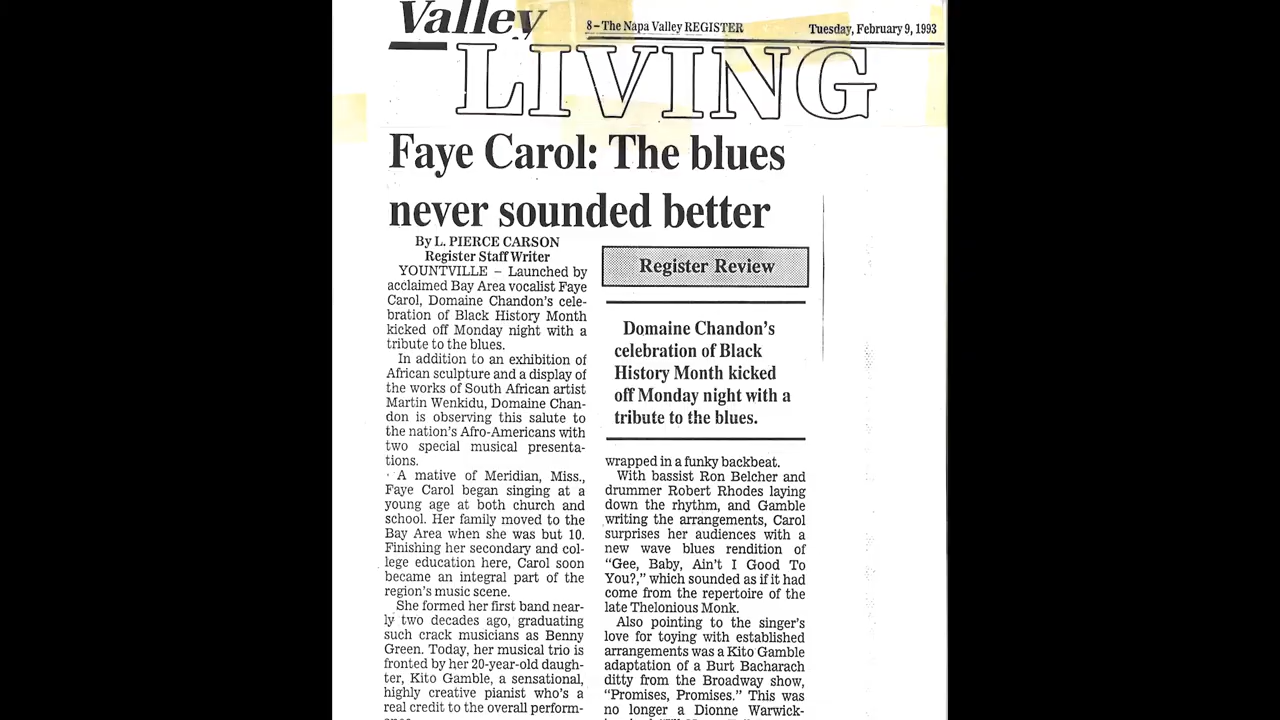 Valley
8–The Napa Valley REGISTER
Tuesday, February 9, 1993
LIVING
Faye Carol: The blues
never sounded better
By L. PIERCE CARSON
Register Staff Writer
YOUNTVILLE – Launched by
acclaimed Bay Area vocalist Faye
Carol, Domaine Chandon's cele-
bration of Black History Month
kicked off Monday night with a
tribute to the blues.
In addition to an exhibition of
African sculpture and a display of
the works of South African artist
Martin Wenkidu, Domaine Chan-
don is observing this salute to
the nation's Afro-Americans with
two special musical presenta-
tions.
A mative of Meridian, Miss.,
Faye Carol began singing at a
young age at both church and
school. Her family moved to the
Bay Area when she was but 10.
Finishing her secondary and col-
lege education here, Carol soon
became an integral part of the
region's music scene.
She formed her first band near-
ly two decades ago, graduating
such crack musicians as Benny
Green. Today, her musical trio is
fronted by her 20-year-old daugh-
ter, Kito Gamble, a sensational,
highly creative pianist who's a
real credit to the overall perform-
Register Review
Domaine Chandon's
celebration of Black
History Month kicked
off Monday night with a
tribute to the blues.
wrapped in a funky backbeat.
With bassist Ron Belcher and
drummer Robert Rhodes laying
down the rhythm, and Gamble
writing the arrangements, Carol
surprises her audiences with a
new wave blues rendition of
"Gee, Baby, Ain't I Good To
You?," which sounded as if it had
come from the repertoire of the
late Thelonious Monk.
Also pointing to the singer's
love for toying with established
arrangements was a Kito Gamble
adaptation of a Burt Bacharach
ditty from the Broadway show,
"Promises, Promises." This was
no longer a Dionne Warwick-